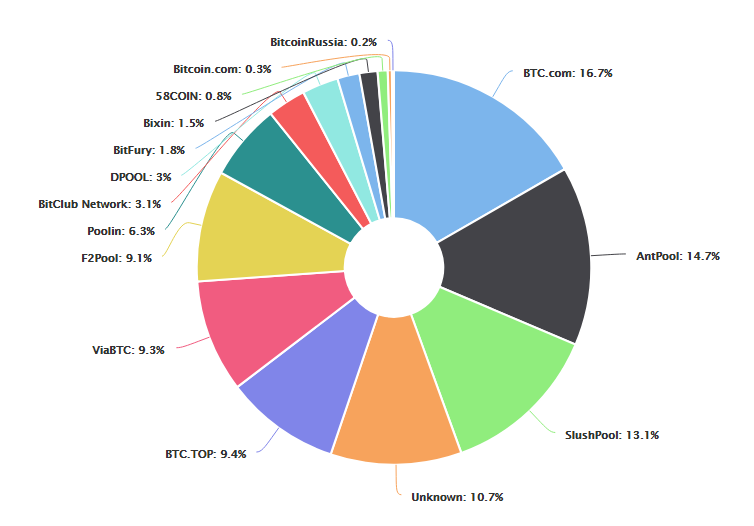 BitcoinRussia: 0.2%
Bitcoin.com: 0.3%
58COIN: 0.8%
Bixin: 1.5%
BitFury: 1.8%
DPOOL: 3%
BitClub Network: 3.1%
Poolin: 6.3%
F2Pool: 9.1%
ViaBTC: 9.3%
BTC.TOP: 9.4%
BTC.com: 16.7%
AntPool: 14.7%
SlushPool: 13.1%
Unknown: 10.7%